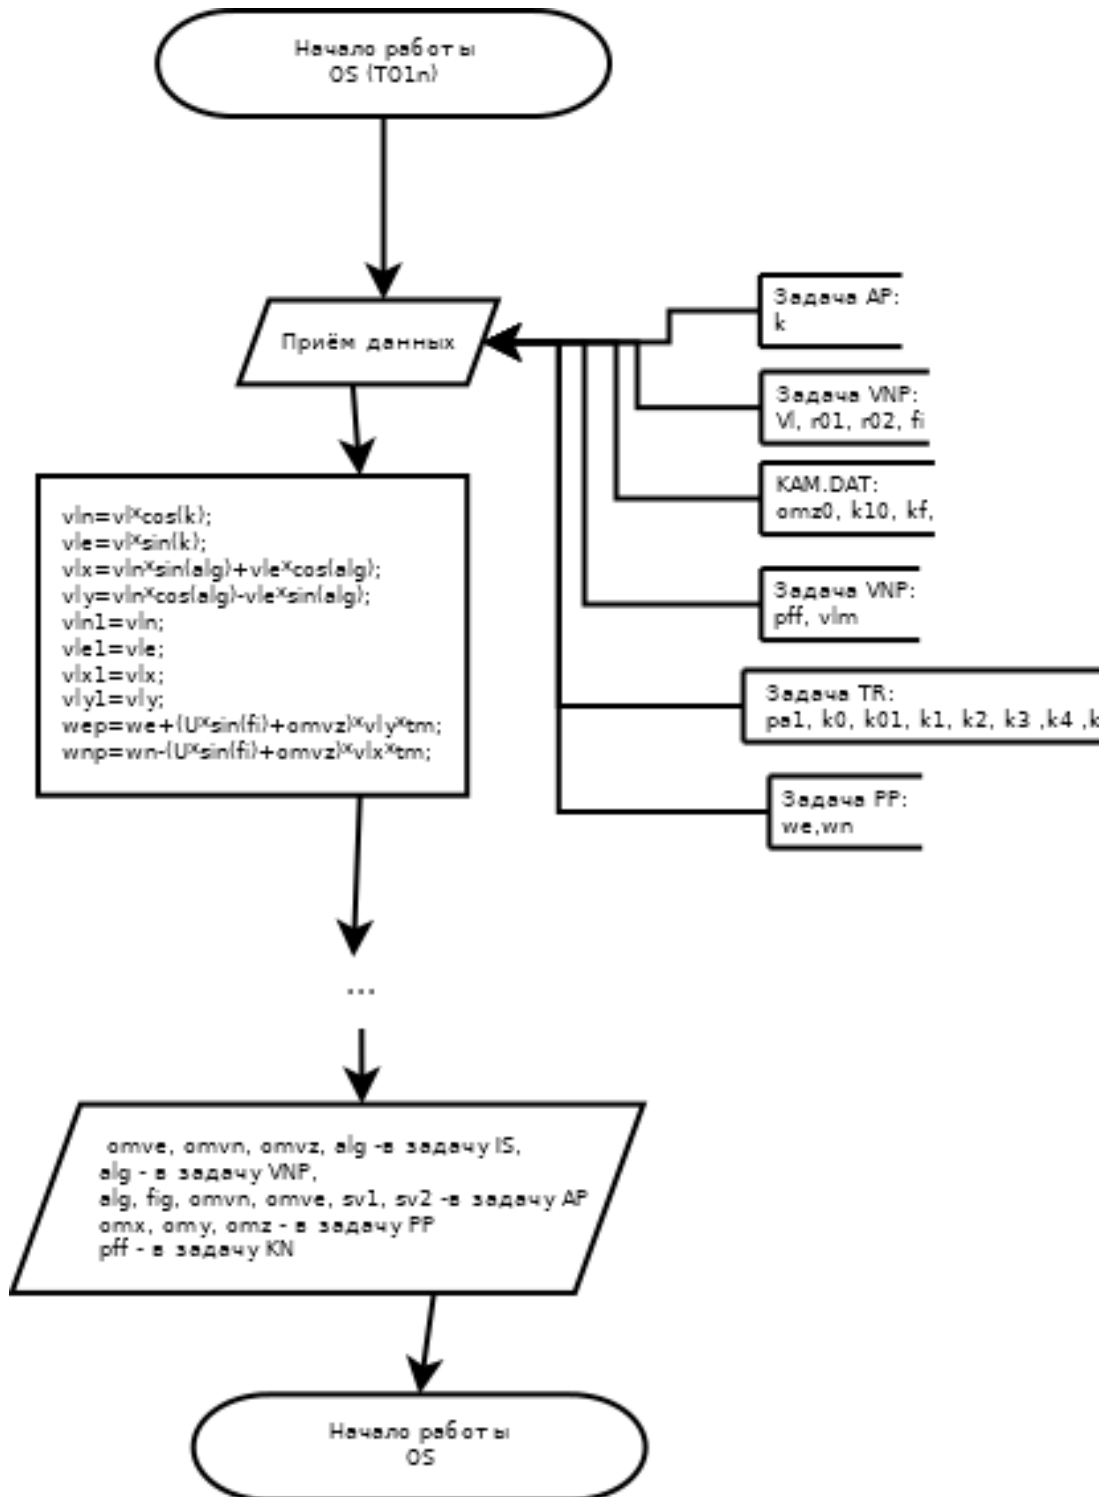 Начало работы
OS (TO1n)
Приём данных
Задача AP:
k
Задача VNP:
Vl, r01, r02, fi
KAM.DAT:
omz0, k10, kf,
Задача VNP:
pff, vlm
Задача TR:
pa1, k0, k01, k1, k2, k3 ,k4 ,k
Задача PP:
we,wn
vln=vl*cos(k);
vle=vl*sin(k);
vlx=vln*sin(alg)+vle*cos(alg);
vly=vln*cos(alg)-vle*sin(alg);
vln1=vln;
vle1=vle;
vlx1=vlx;
vly1=vly;
wep=we+(U*sin(fi)+omvz)*vly*tm;
wnp=wn-(U*sin(fi)+omvz)*vlx*tm;
...
omve, omvn, omvz, alg -в задачу IS,
alg - в задачу VNP,
alg, fig, omvn, omve, sv1, sv2 -в задачу AP
omx, omy, omz - в задачу PP
pff - в задачу KN
Начало работы
OS